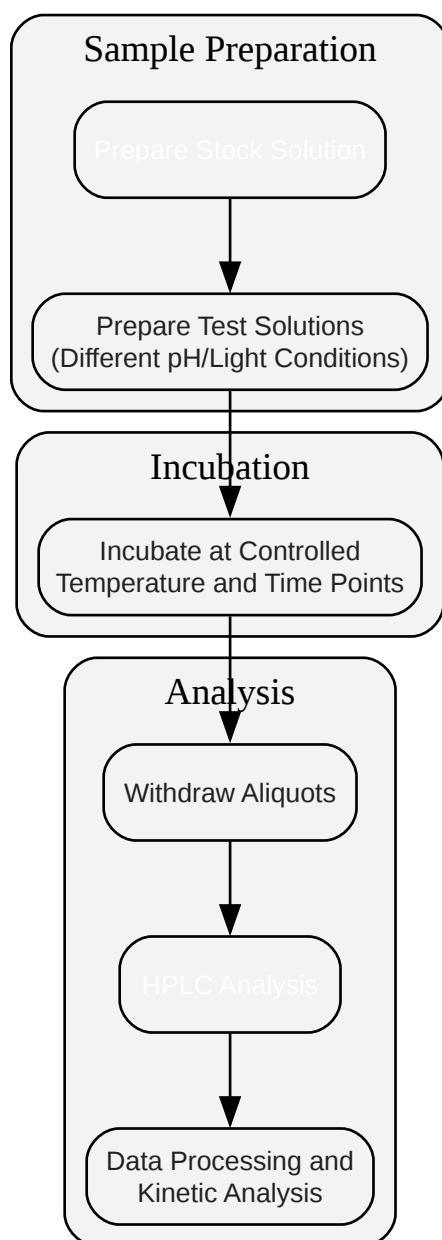 Sample Preparation
Prepare Stock Solution
Prepare Test Solutions
(Different pH/Light Conditions)
Incubation
Incubate at Controlled
Temperature and Time Points
Analysis
Withdraw Aliquots
HPLC Analysis
Data Processing and
Kinetic Analysis